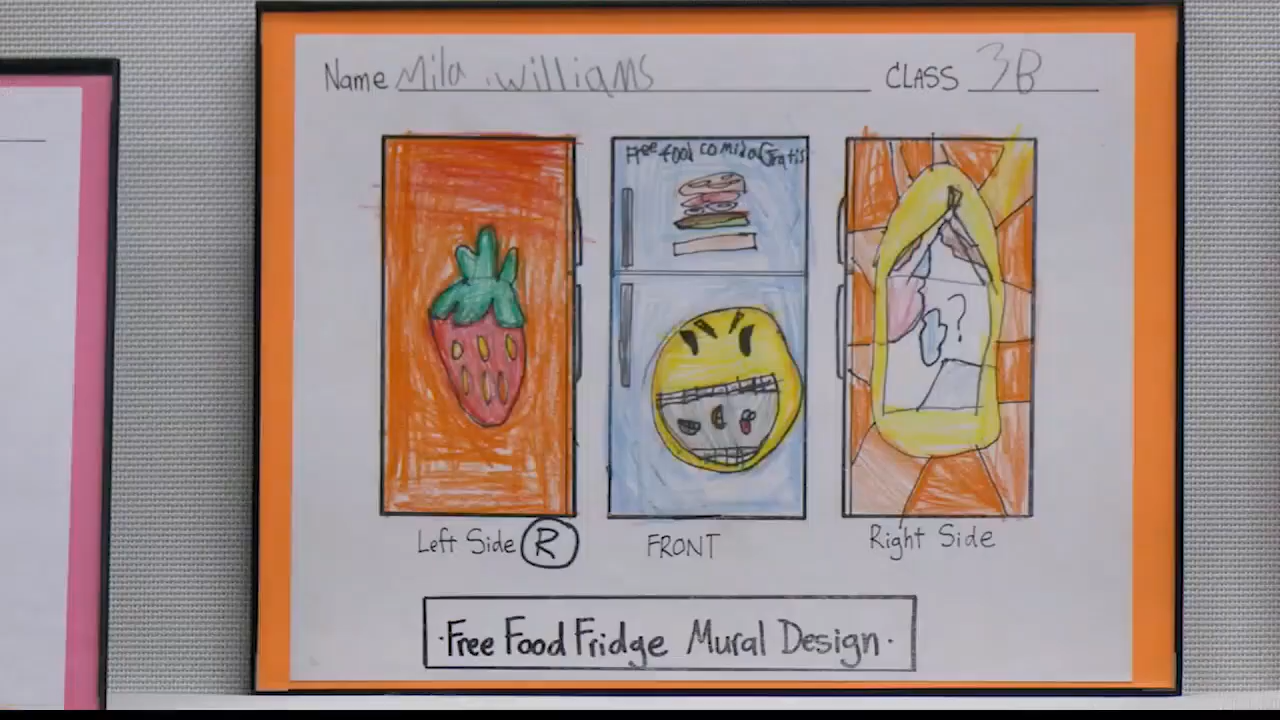 Name Mila williams CLASS 3B
Free food comida Gratis
?
Left Side R FRONT Right Side
·Free Food Fridge Mural Design·